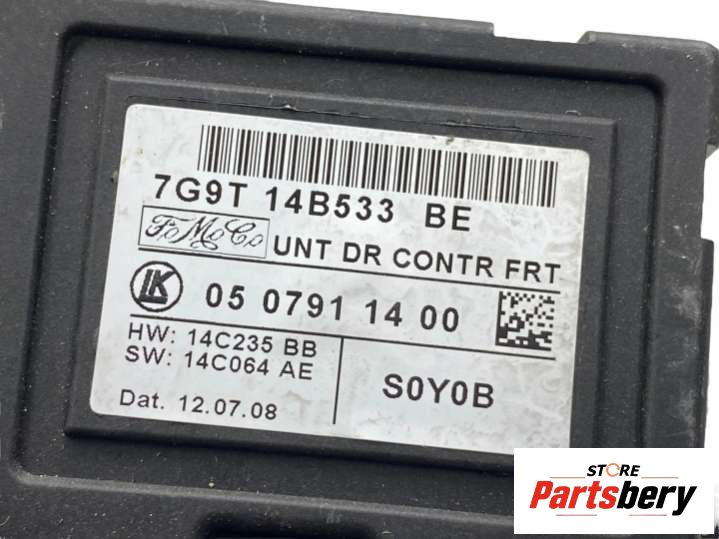 7G9T 14B533 BE
FoMoCo UNT DR CONTR FRT
LK 05 0791 14 00
HW: 14C235 BB
SW: 14C064 AE
Dat. 12.07.08
S0Y0B
STORE
Partsbery